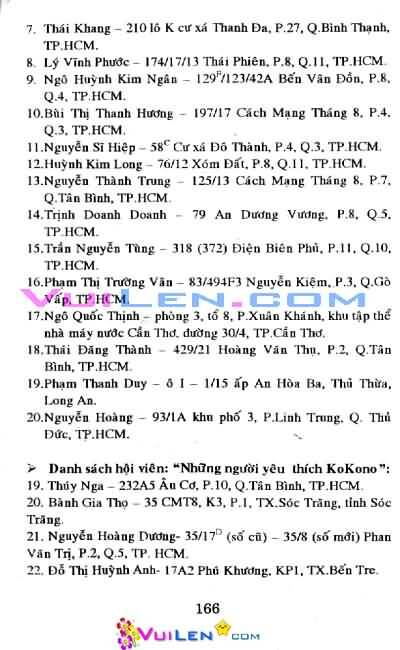 7. Thái Khang – 210 lô K cư xá Thanh Đa, P.27, Q.Bình Thạnh,
TP.HCM.
8. Lý Vĩnh Phước – 174/17/13 Thái Phiên, P.8, Q.11, TP.HCM.
9. Ngô Huỳnh Kim Ngân – 129F/123/42A Bến Vân Đồn, P.8,
Q.4, TP.HCM.
10.Bùi Thị Thanh Hương – 197/17 Cách Mạng Tháng 8, P.4,
Q.3, TP.HCM.
11.Nguyễn Sĩ Hiệp – 58C Cư xá Đô Thành, P.4, Q.3, TP.HCM.
12.Huỳnh Kim Long – 76/12 Xóm Đất, P.8, Q.11, TP.HCM.
13.Nguyễn Thành Trung – 125/13 Cách Mạng Tháng 8, P.7,
Q.Tân Bình, TP.HCM.
14.Trịnh Doanh Doanh – 79 An Dương Vương, P.8, Q.5,
TP.HCM.
15.Trần Nguyễn Tùng – 318 (372) Điện Biên Phủ, P.11, Q.10,
TP.HCM.
16.Phạm Thị Trường Vân – 83/494F3 Nguyễn Kiệm, P.3, Q.Gò
Vấp, TP.HCM.
VuiLen.com
17.Ngô Quốc Thịnh – phòng 3, tổ 8, P.Xuân Khánh, khu tập thể
nhà máy nước Cần Thơ, đường 30/4, TP.Cần Thơ.
18.Thái Đăng Thành – 429/21 Hoàng Văn Thụ, P.2, Q.Tân
Bình, TP.HCM.
19.Phạm Thanh Duy – ô I – 1/15 ấp An Hòa Ba, Thủ Thừa,
Long An.
20.Nguyễn Hoàng – 93/1A khu phố 3, P.Linh Trung, Q. Thủ
Đức, TP.HCM.
➢ Danh sách hội viên: “Những người yêu thích KoKono”:
19. Thúy Nga – 232A5 Âu Cơ, P.10, Q.Tân Bình, TP.HCM.
20. Bành Gia Thọ – 35 CMT8, K3, P.1, TX.Sóc Trăng, tỉnh Sóc
Trăng.
21. Nguyễn Hoàng Dương- 35/17D (số cũ) – 35/8 (số mới) Phan
Văn Trị, P.2, Q.5, TP. HCM.
22. Đỗ Thị Huỳnh Anh- 17A2 Phú Khương, KP1, TX.Bến Tre.
166
VuiLen.com